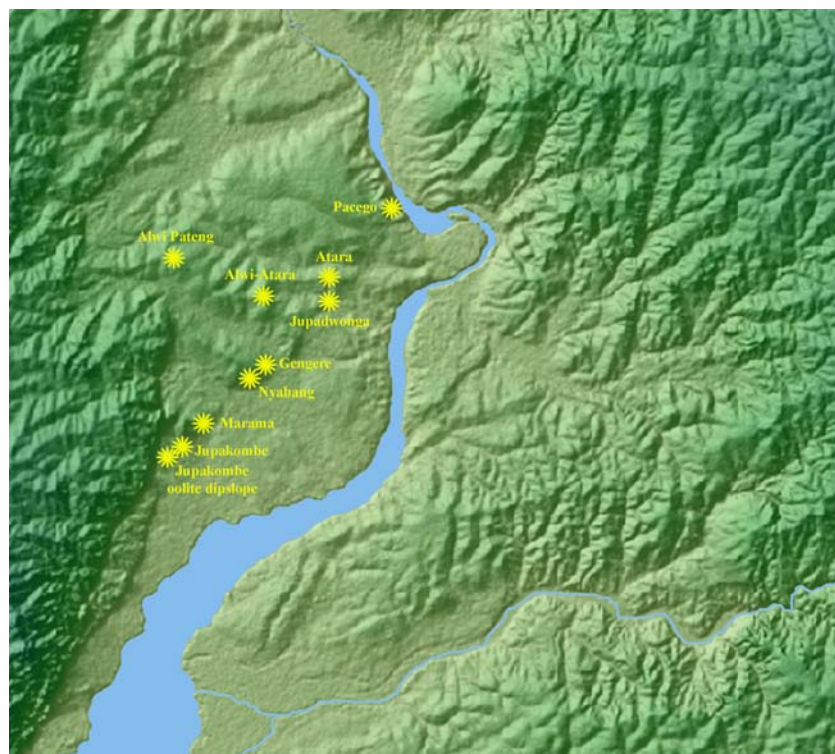 Pacego
Alwi Pateng
Atara
Alwi-Atara
Jupadwonga
Gengere
Nyabang
Marama
Jupakombe
Jupakombe
oolite dipslope